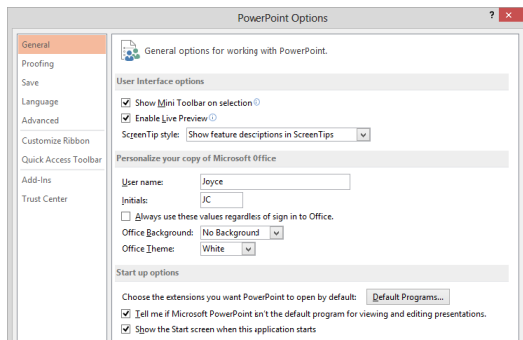 PowerPoint Options
? ×
General
Proofing
Save
Language
Advanced
Customize Ribbon
Quick Access Toolbar
Add-Ins
Trust Center
General options for working with PowerPoint.
User Interface options
Show Mini Toolbar on selection
Enable Live Preview
ScreenTip style: Show feature descriptions in ScreenTips
Personalize your copy of Microsoft Office
User name: Joyce
Initials: JC
Always use these values regardless of sign in to Office.
Office Background: No Background
Office Theme: White
Start up options
Choose the extensions you want PowerPoint to open by default: Default Programs...
Tell me if Microsoft PowerPoint isn't the default program for viewing and editing presentations.
Show the Start screen when this application starts